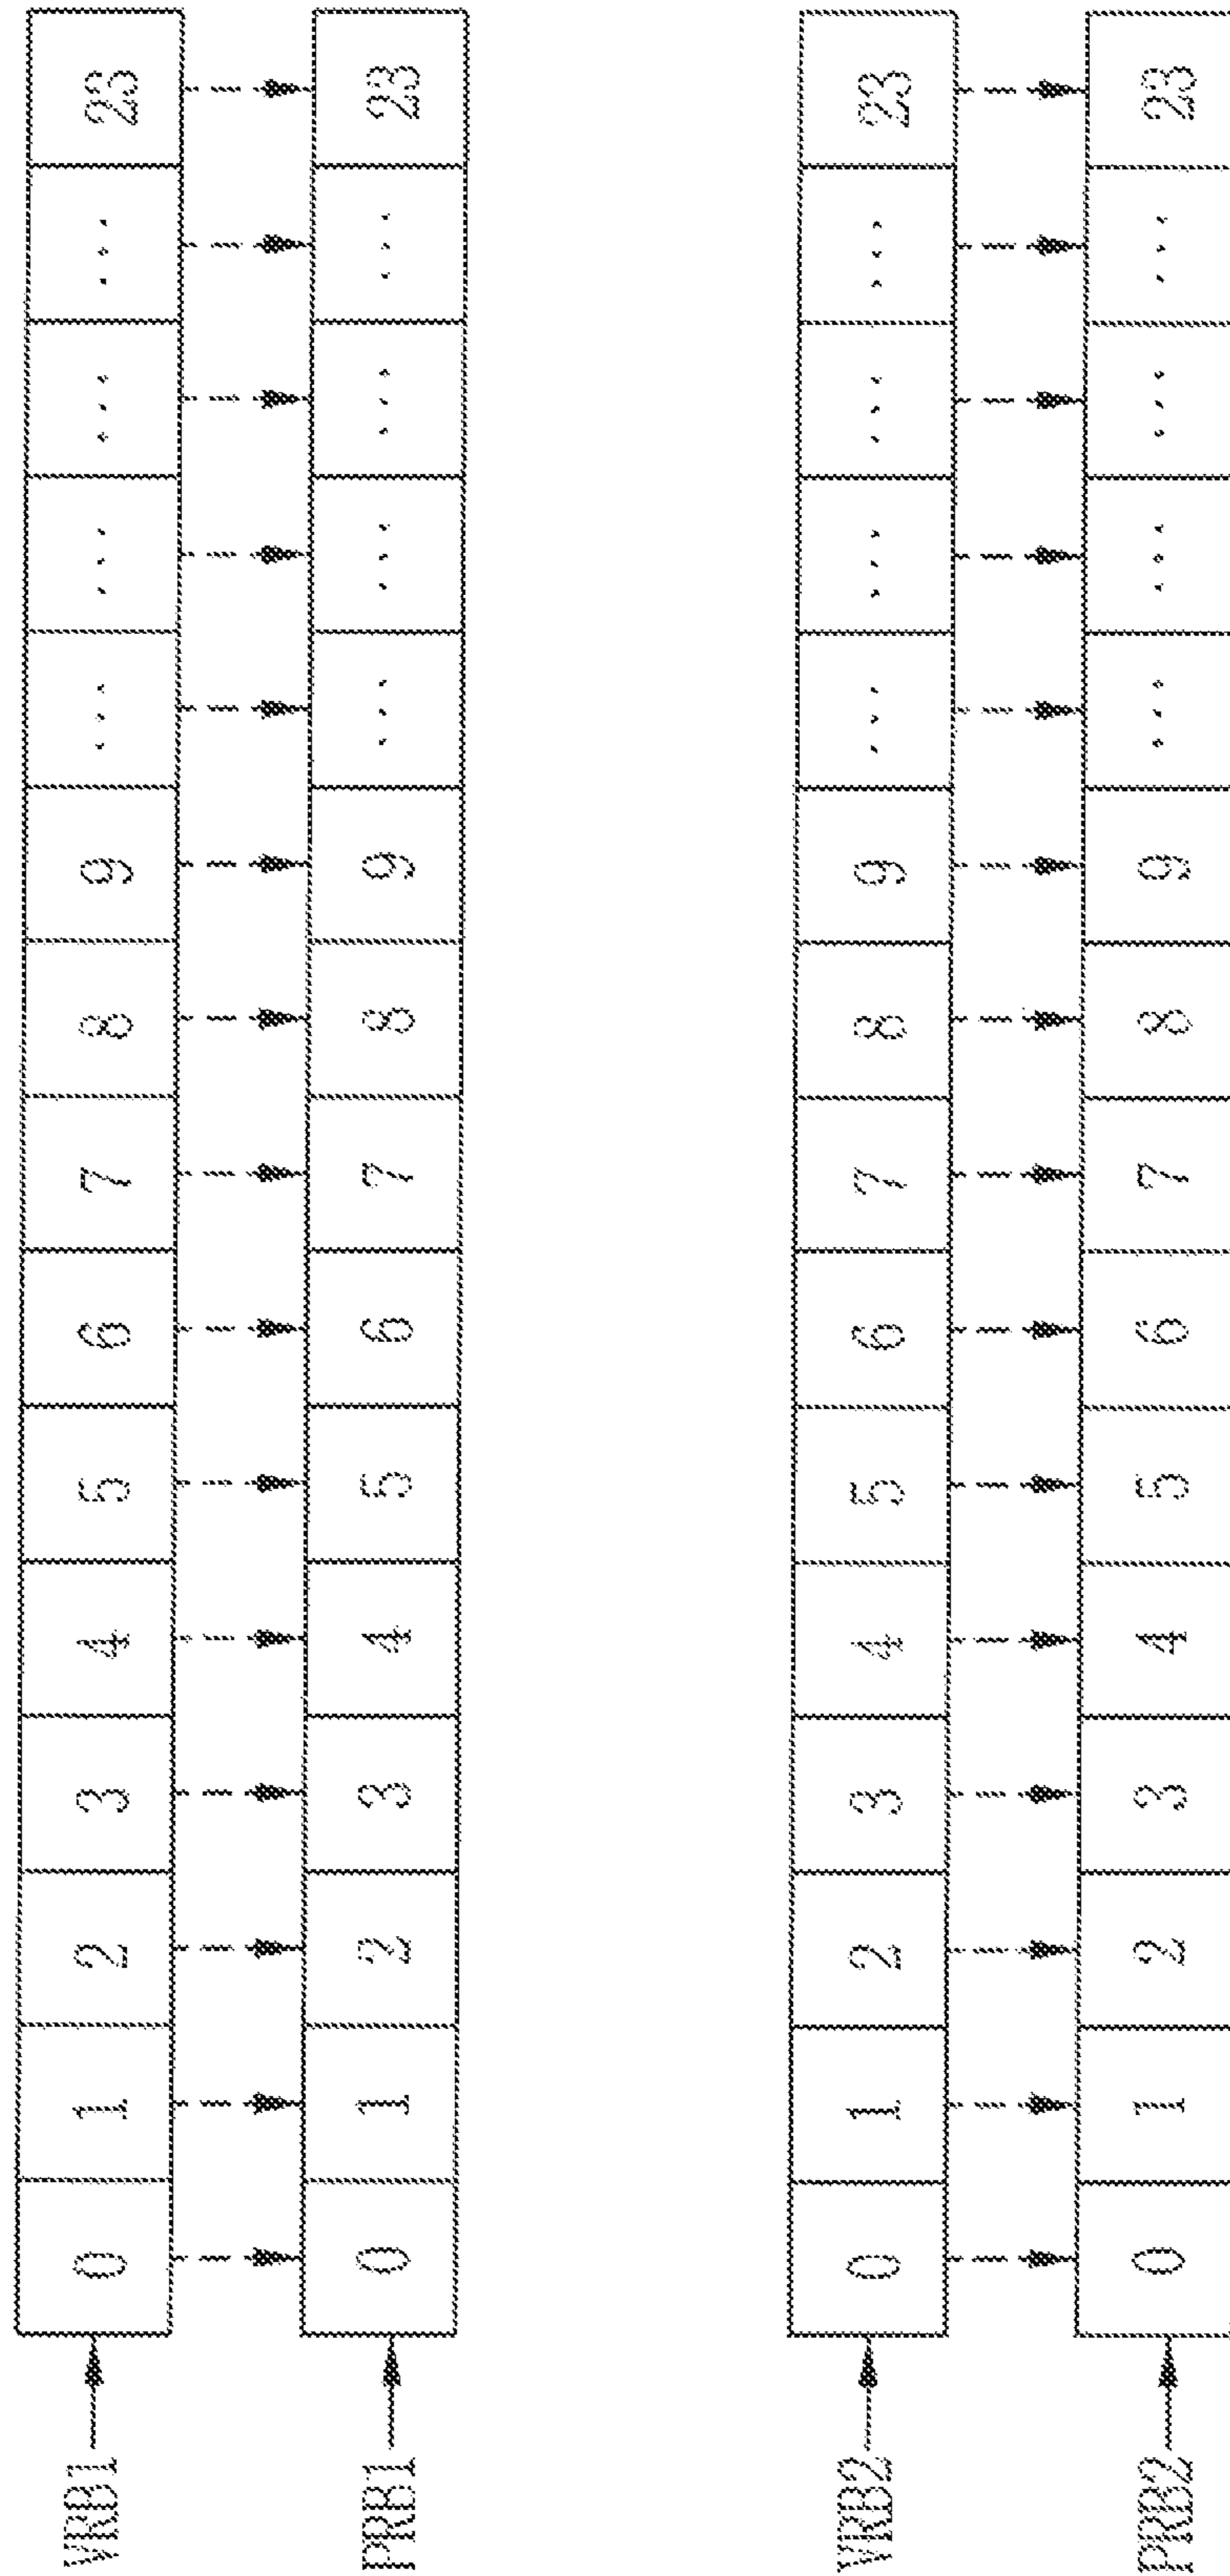 VRB1 0 1 2 3 4 5 6 7 8 9 ... ... ... ... 23
PRB1 0 1 2 3 4 5 6 7 8 9 ... ... ... ... 23
VRB2 0 1 2 3 4 5 6 7 8 9 ... ... ... ... 23
PRB2 0 1 2 3 4 5 6 7 8 9 ... ... ... ... 23